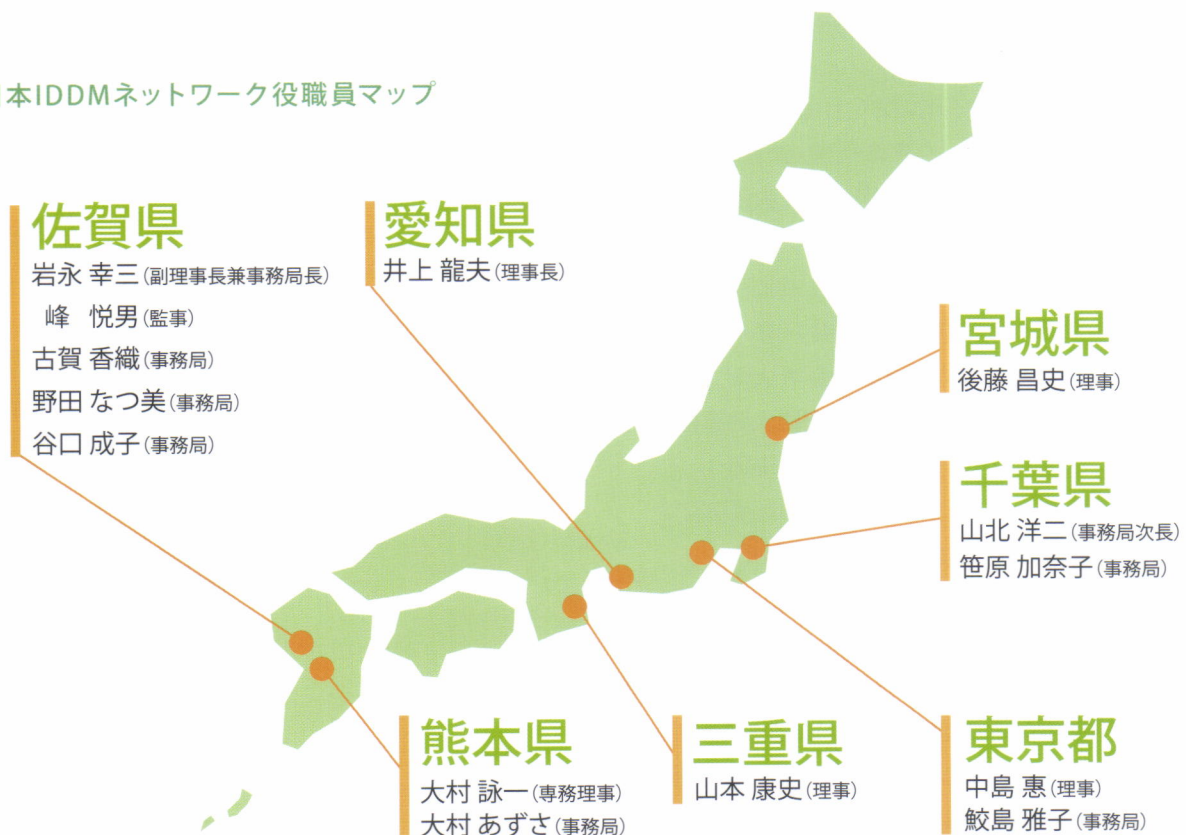 本IDDMネットワーク役職員マップ
佐賀県
岩永 幸三(副理事長兼事務局長)
峰 悦男(監事)
古賀 香織(事務局)
野田 なつ美(事務局)
谷口 成子(事務局)
愛知県
井上 龍夫(理事長)
宮城県
後藤 昌史(理事)
千葉県
山北 洋二(事務局次長)
笹原 加奈子(事務局)
熊本県
大村 詠一(専務理事)
大村 あずさ(事務局)
三重県
山本 康史(理事)
東京都
中島 惠(理事)
鮫島 雅子(事務局)